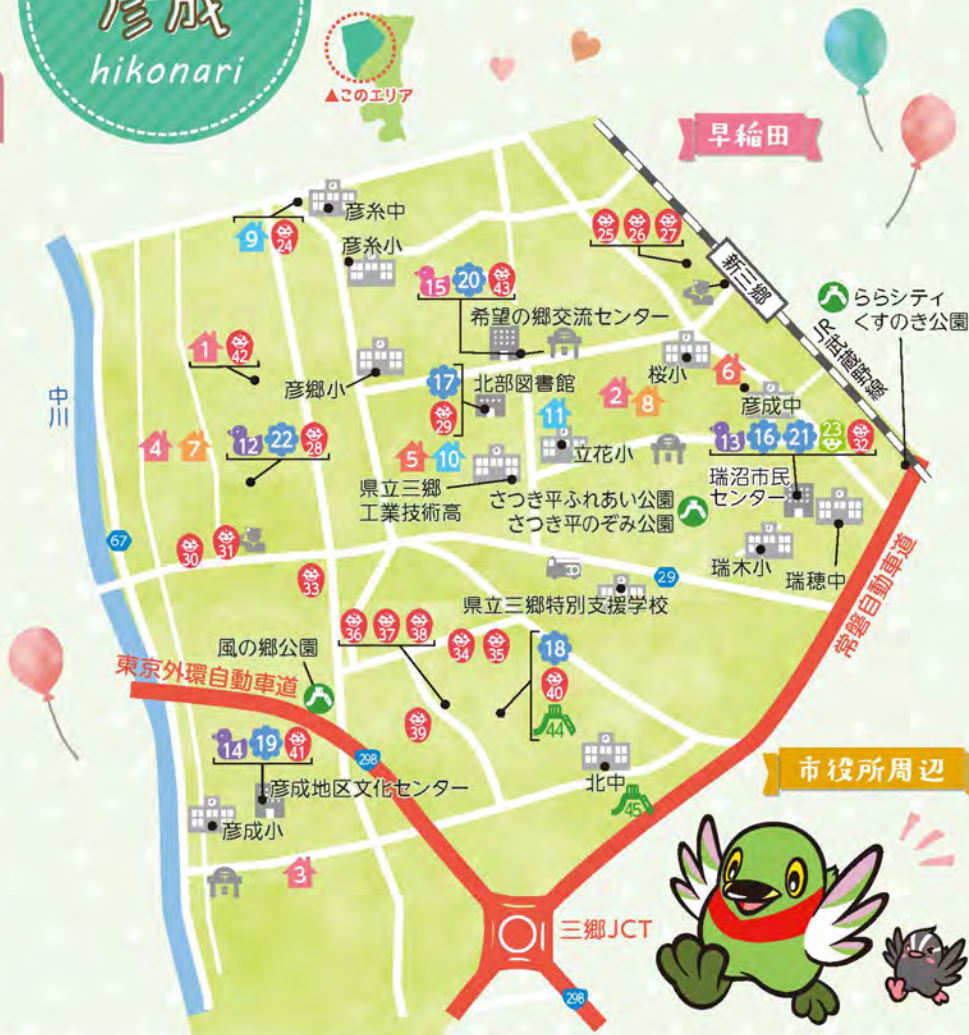 彦成
hikonari
▲このエリア
早稲田
彦糸中
9
24
彦糸小
25
26
27
新三郷
15
20
43
希望の郷交流センター
ららシティ
くすのき公園
JR武蔵野線
1
42
彦郷小
17
北部図書館
29
桜小
6
2
8
彦成中
11
中川
4
7
12
22
28
5
10
立花小
13
16
21
23
32
県立三郷
工業技術高
さつき平ふれあい公園
さつき平のぞみ公園
瑞沼市民
センター
67
30
31
瑞木小
瑞穂中
33
29
県立三郷特別支援学校
常磐自動車道
36
37
38
34
35
18
40
44
風の郷公園
東京外環自動車道
39
14
19
41
298
彦成地区文化センター
北中
45
市役所周辺
彦成小
3
三郷JCT
298